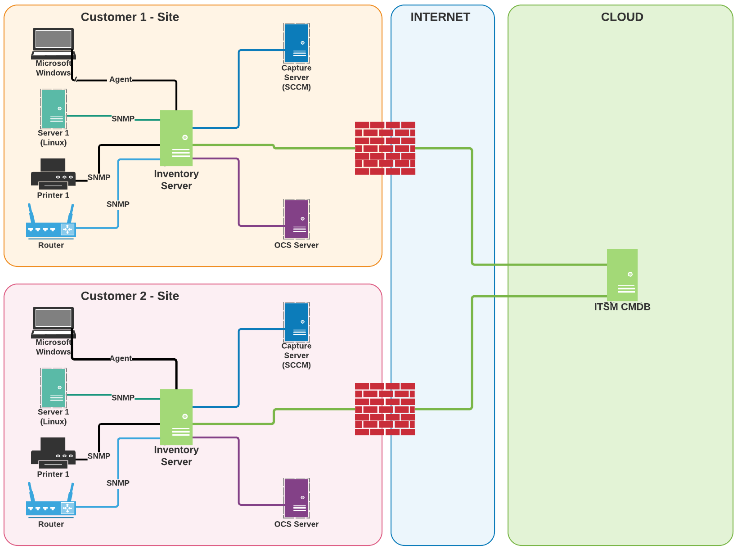 Customer 1 - Site
INTERNET
CLOUD
Microsoft
Windows
Agent
Capture
Server
(SCCM)
Server 1
(Linux)
SNMP
Inventory
Server
Printer 1
SNMP
SNMP
Router
OCS Server
ITSM CMDB
Customer 2 - Site
Microsoft
Windows
Agent
Capture
Server
(SCCM)
Server 1
(Linux)
SNMP
Inventory
Server
Printer 1
SNMP
SNMP
Router
OCS Server